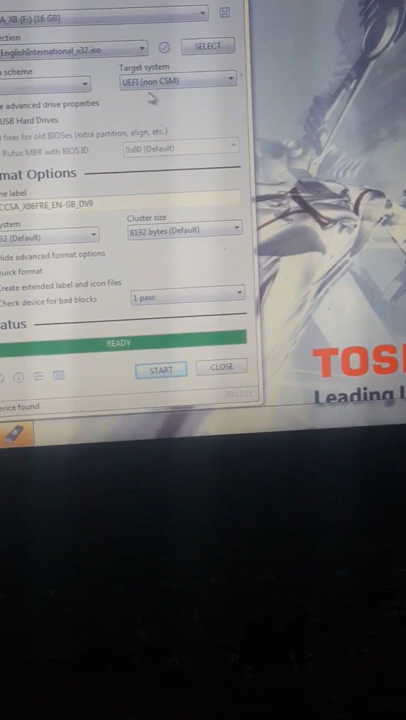 A_X8 (F:) [16 GB]
ection
EnglishInternational_x32.iso
SELECT
scheme
Target system
UEFI (non CSM)
?
e advanced drive properties
USB Hard Drives
fixes for old BIOSes (extra partition, align, etc.)
Rufus MBR with BIOS ID
0x80 (Default)
mat Options
me label
CCSA_X86FRE_EN-GB_DV9
ystem
Cluster size
32 (Default)
8192 bytes (Default)
Hide advanced format options
uick format
Create extended label and icon files
Check device for bad blocks
1 pass
atus
READY
START
CLOSE
evice found
TOS
Leading I